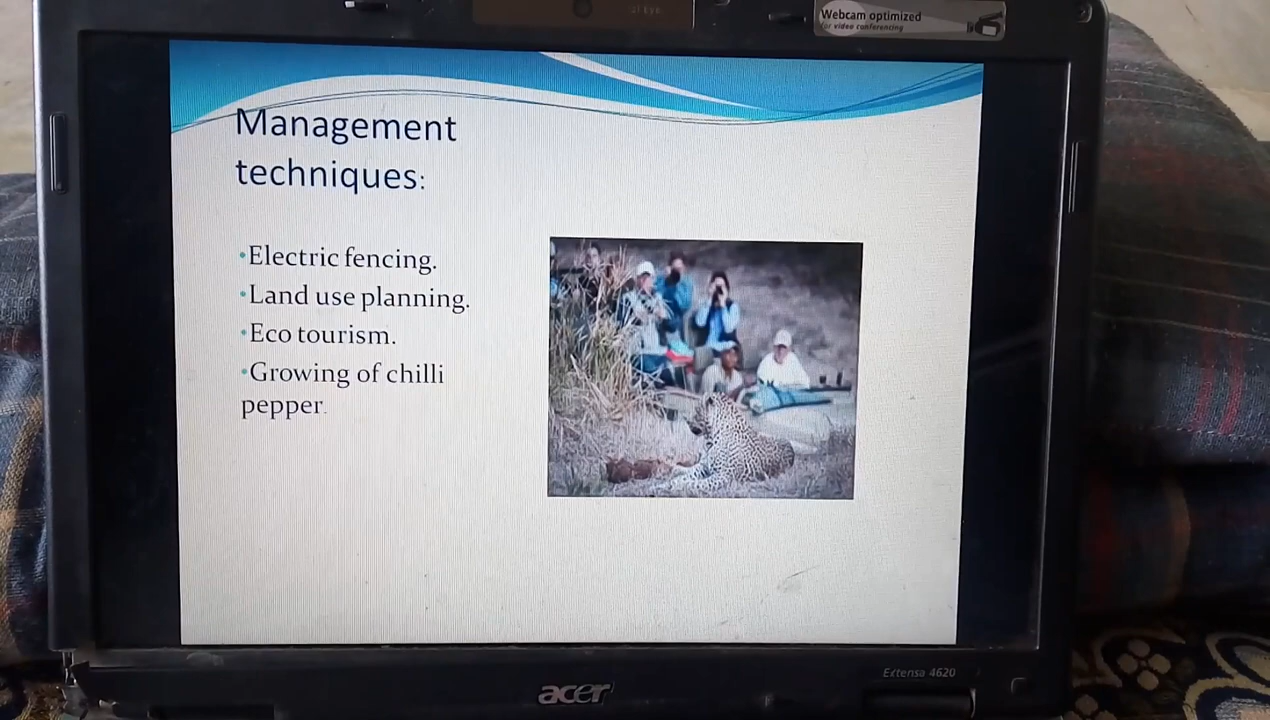 Webcam optimized
for video conferencing
Management
techniques:
•Electric fencing.
•Land use planning.
•Eco tourism.
•Growing of chilli
pepper.
Extensa 4620
acer